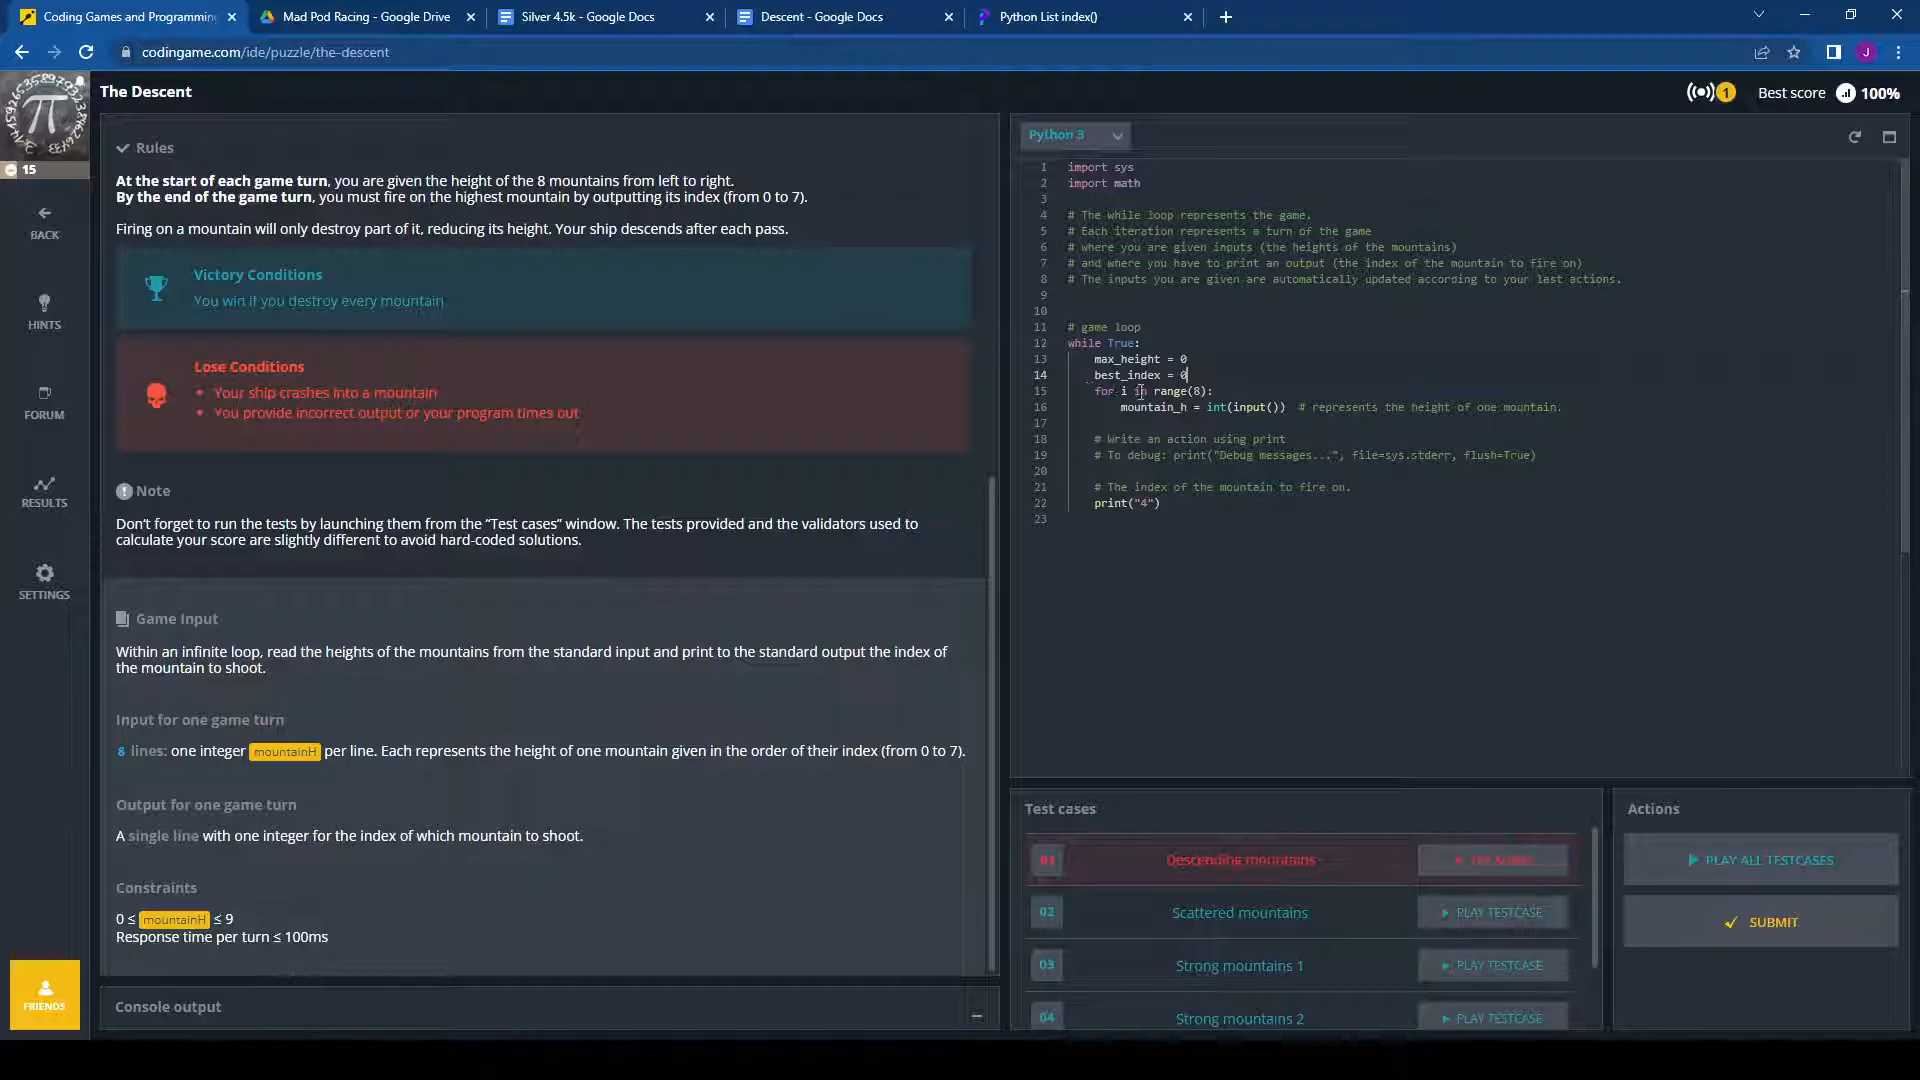 Coding Games and Programmin
Mad Pod Racing - Google Drive
Silver 4.5k - Google Docs
Descent - Google Docs
Python List index()
codingame.com/ide/puzzle/the-descent
J
The Descent
1
Best score
100%
15
BACK
HINTS
FORUM
RESULTS
SETTINGS
FRIENDS
Rules
At the start of each game turn, you are given the height of the 8 mountains from left to right.
By the end of the game turn, you must fire on the highest mountain by outputting its index (from 0 to 7).
Firing on a mountain will only destroy part of it, reducing its height. Your ship descends after each pass.
Victory Conditions
You win if you destroy every mountain
Lose Conditions
Your ship crashes into a mountain
You provide incorrect output or your program times out
Note
Don't forget to run the tests by launching them from the "Test cases" window. The tests provided and the validators used to
calculate your score are slightly different to avoid hard-coded solutions.
Game Input
Within an infinite loop, read the heights of the mountains from the standard input and print to the standard output the index of
the mountain to shoot.
Input for one game turn
8 lines: one integer mountainH per line. Each represents the height of one mountain given in the order of their index (from 0 to 7).
Output for one game turn
A single line with one integer for the index of which mountain to shoot.
Constraints
0 ≤ mountainH ≤ 9
Response time per turn ≤ 100ms
Console output
Python 3
1 import sys
2 import math
3
4 # The while loop represents the game.
5 # Each iteration represents a turn of the game
6 # where you are given inputs (the heights of the mountains)
7 # and where you have to print an output (the index of the mountain to fire on)
8 # The inputs you are given are automatically updated according to your last actions.
9
10
11 # game loop
12 while True:
13 max_height = 0
14 best_index = 0
15 for i in range(8):
16 mountain_h = int(input()) # represents the height of one mountain.
17
18 # Write an action using print
19 # To debug: print("Debug messages...", file=sys.stderr, flush=True)
20
21 # The index of the mountain to fire on.
22 print("4")
23
Test cases
01 Descending mountains
02 Scattered mountains PLAY TESTCASE
03 Strong mountains 1 PLAY TESTCASE
04 Strong mountains 2 PLAY TESTCASE
Actions
PLAY ALL TESTCASES
SUBMIT